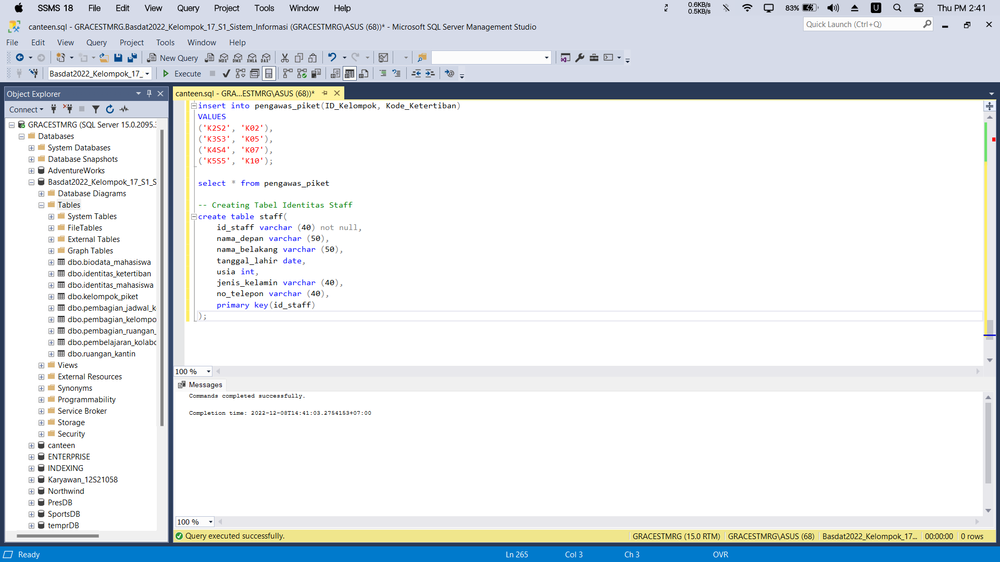 SSMS 18 File Edit View Query Project Tools Window Help 0.6KB/s 0.5KB/s 83% U Thu PM 2:41
canteen.sql - GRACESTMRG.Basdat2022_Kelompok_17_S1_Sistem_Informasi (GRACESTMRG\ASUS (68))* - Microsoft SQL Server Management Studio
Quick Launch (Ctrl+Q)
File Edit View Query Project Tools Window Help
New Query MDX DMX XMLA DAX
Basdat2022_Kelompok_17_ Execute
Object Explorer
Connect
GRACESTMRG (SQL Server 15.0.2095.3
Databases
System Databases
Database Snapshots
AdventureWorks
Basdat2022_Kelompok_17_S1_S
Database Diagrams
Tables
System Tables
FileTables
External Tables
Graph Tables
dbo.biodata_mahasiswa
dbo.identitas_ketertiban
dbo.identitas_mahasiswa
dbo.kelompok_piket
dbo.pembagian_jadwal_k
dbo.pembagian_kelompo
dbo.pembagian_ruangan_
dbo.pembelajaran_kolabo
dbo.ruangan_kantin
Views
External Resources
Synonyms
Programmability
Service Broker
Storage
Security
canteen
ENTERPRISE
INDEXING
Karyawan_12S21058
Northwind
PresDB
SportsDB
temprDB
canteen.sql - GRA...ESTMRG\ASUS (68))*
insert into pengawas_piket(ID_Kelompok, Kode_Ketertiban)
VALUES
('K2S2', 'K02'),
('K3S3', 'K05'),
('K4S4', 'K07'),
('K5S5', 'K10');
select * from pengawas_piket
-- Creating Tabel Identitas Staff
create table staff(
id_staff varchar (40) not null,
nama_depan varchar (50),
nama_belakang varchar (50),
tanggal_lahir date,
usia int,
jenis_kelamin varchar (40),
no_telepon varchar (40),
primary key(id_staff)
);
100 %
Messages
Commands completed successfully.
Completion time: 2022-12-08T14:41:03.2754153+07:00
100 %
Query executed successfully. GRACESTMRG (15.0 RTM) GRACESTMRG\ASUS (68) Basdat2022_Kelompok_17... 00:00:00 0 rows
Ready Ln 265 Col 3 Ch 3 OVR